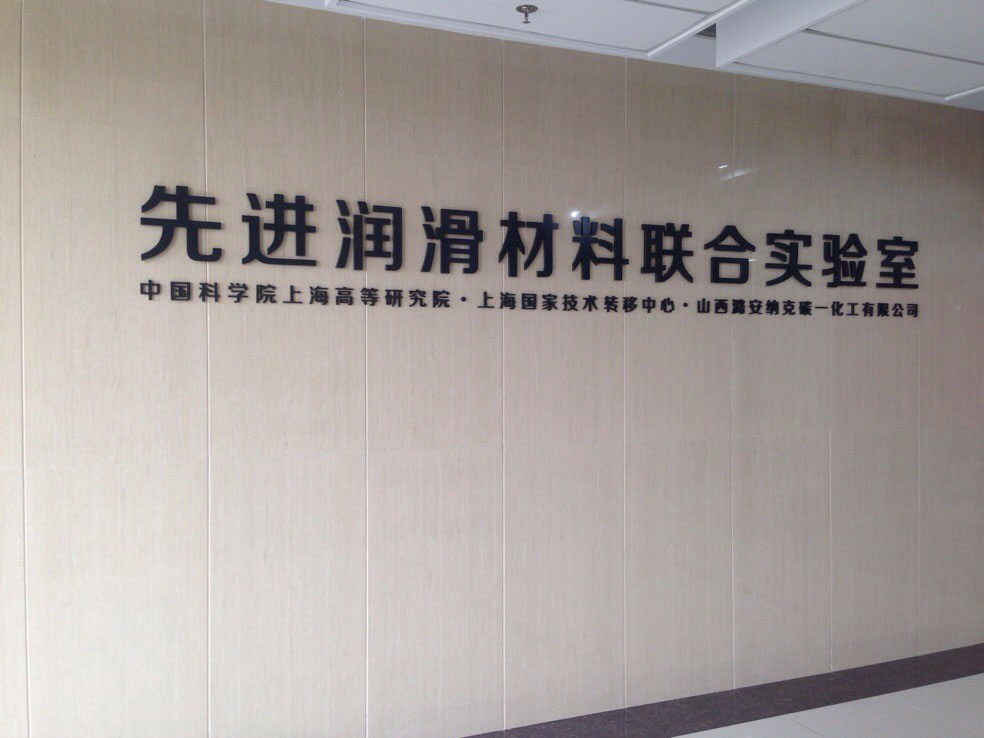 先进润滑材料联合实验室
中国科学院上海高等研究院·上海国家技术转移中心·山西潞安纳克碳一化工有限公司